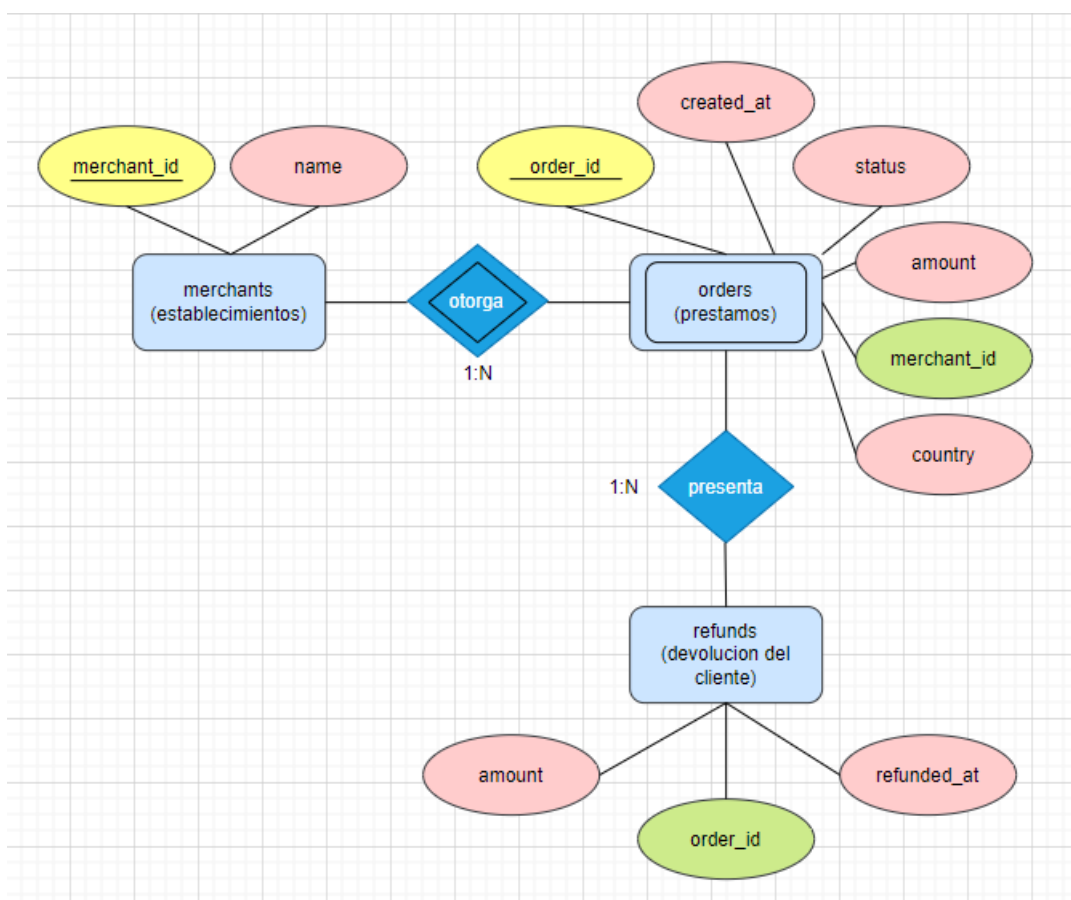 created_at
merchant_id
name
order_id
status
amount
merchants
(establecimientos)
otorga
1:N
orders
(prestamos)
merchant_id
country
1:N
presenta
refunds
(devolucion del
cliente)
amount
refunded_at
order_id